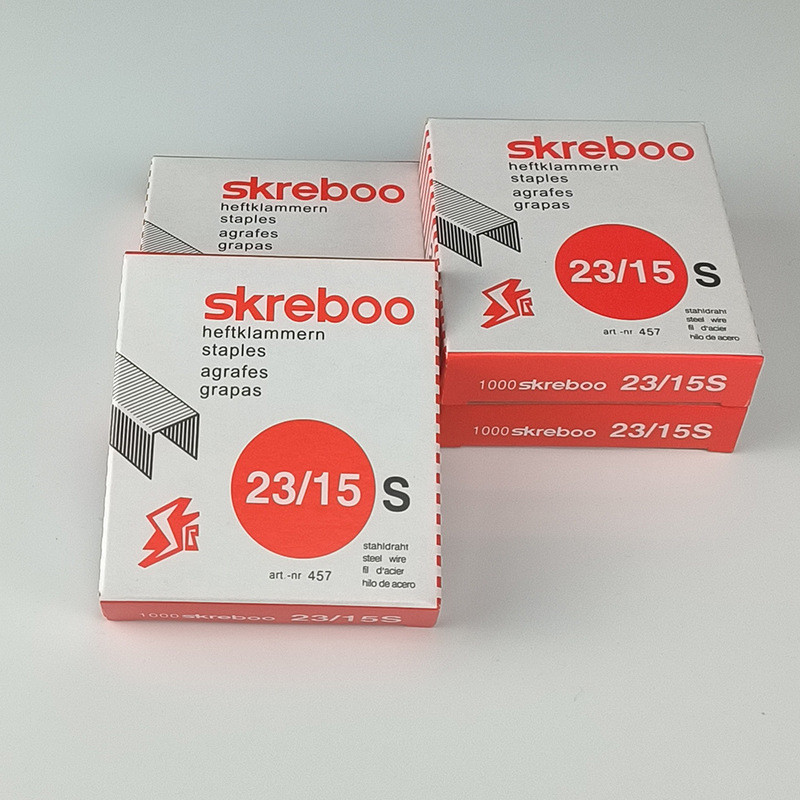 skreboo
heftklammern
staples
agrafes
grapas
skreboo
heftklammern
staples
agrafes
grapas
23/15 S
stahldraht
steel wire
fil d'acier
hilo de acero
art.-nr 457
1000 skreboo 23/15S
1000 skreboo 23/15S
skreboo
heftklammern
staples
agrafes
grapas
23/15 S
stahldraht
steel wire
fil d'acier
hilo de acero
art.-nr 457
1000 skreboo 23/15S